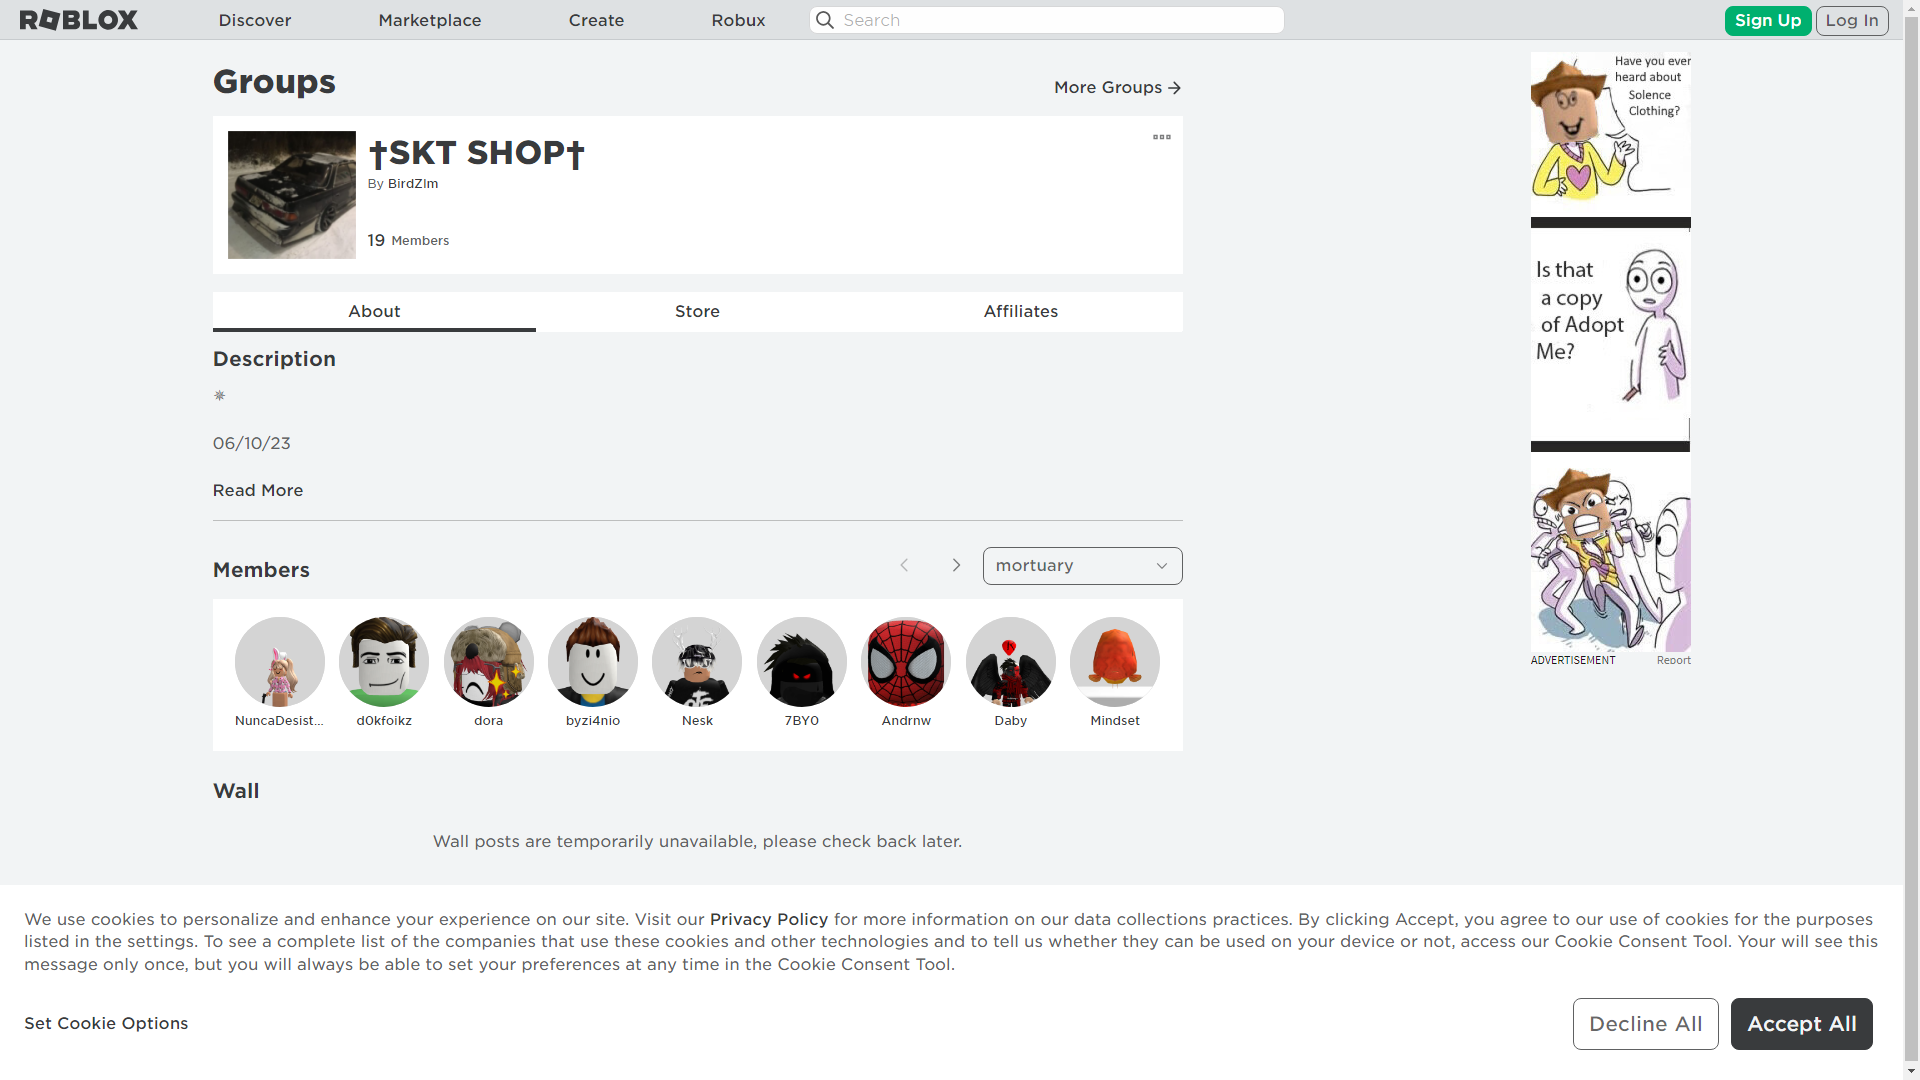 ROBLOX
Discover
Marketplace
Create
Robux
Search
Sign Up
Log In
Groups
More Groups
†SKT SHOP†
By BirdZlm
19 Members
About
Store
Affiliates
Description
✵
06/10/23
Read More
Members
mortuary
NuncaDesist...
d0kfoikz
dora
byzi4nio
Nesk
7BY0
Andrnw
Daby
Mindset
Wall
Wall posts are temporarily unavailable, please check back later.
Have you ever
heard about
Solence
Clothing?
Is that
a copy
of Adopt
Me?
ADVERTISEMENT
Report
We use cookies to personalize and enhance your experience on our site. Visit our Privacy Policy for more information on our data collections practices. By clicking Accept, you agree to our use of cookies for the purposes
listed in the settings. To see a complete list of the companies that use these cookies and other technologies and to tell us whether they can be used on your device or not, access our Cookie Consent Tool. Your will see this
message only once, but you will always be able to set your preferences at any time in the Cookie Consent Tool.
Set Cookie Options
Decline All
Accept All